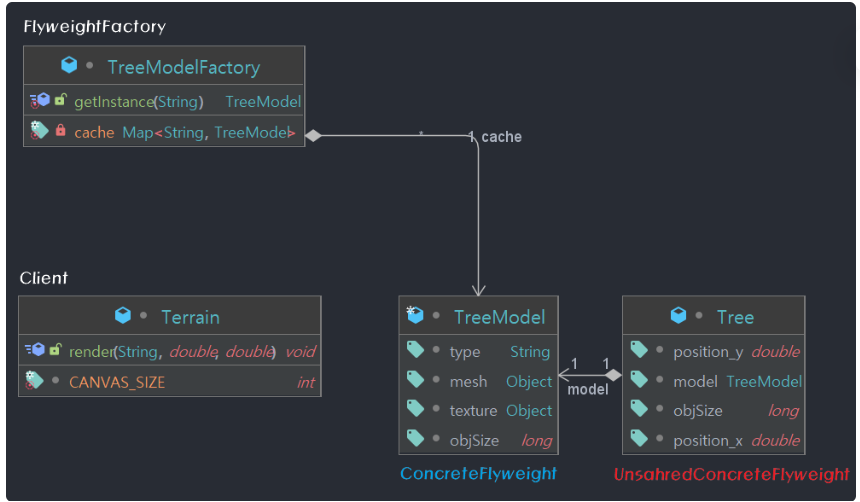 FlyweightFactory
TreeModelFactory
getInstance(String) TreeModel
cache Map<String, TreeModel>
* 1 cache
Client
Terrain
render(String, double, double) void
CANVAS_SIZE int
TreeModel
type String
mesh Object
texture Object
objSize long
ConcreteFlyweight
1 1
model
Tree
position_y double
model TreeModel
objSize long
position_x double
UnsahredConcreteFlyweight